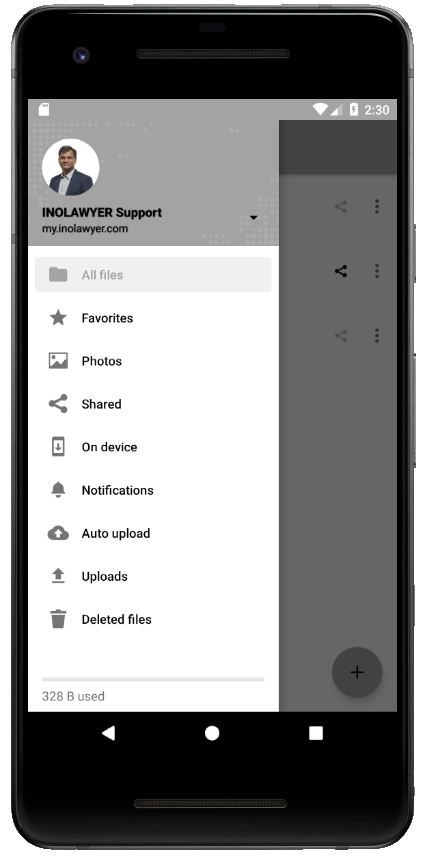 2:30
INOLAWYER Support
my.inolawyer.com
All files
Favorites
Photos
Shared
On device
Notifications
Auto upload
Uploads
Deleted files
328 B used